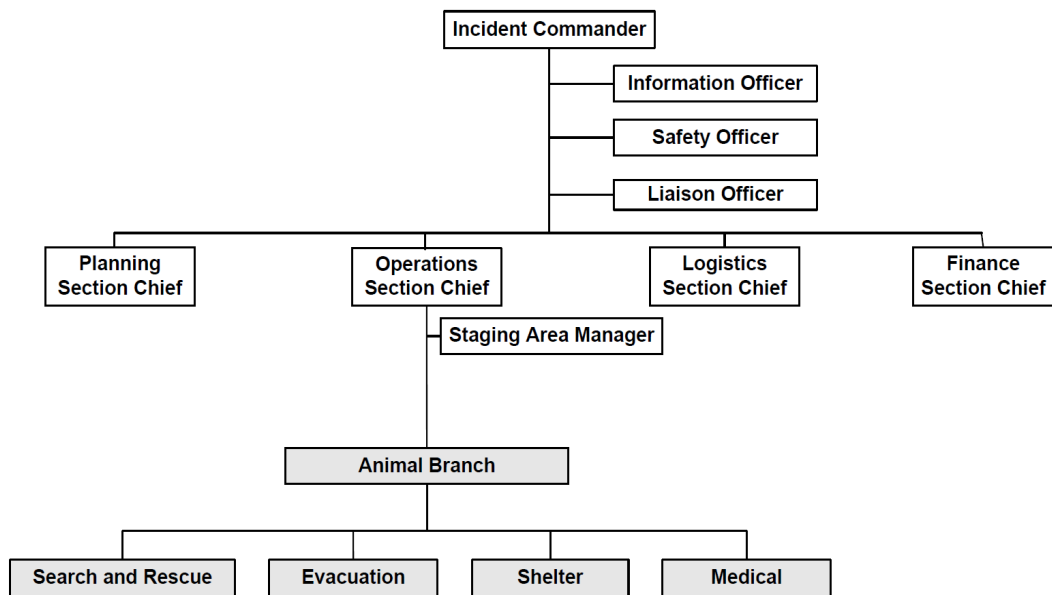 Incident Commander
Information Officer
Safety Officer
Liaison Officer
Planning
Section Chief
Operations
Section Chief
Logistics
Section Chief
Finance
Section Chief
Staging Area Manager
Animal Branch
Search and Rescue
Evacuation
Shelter
Medical